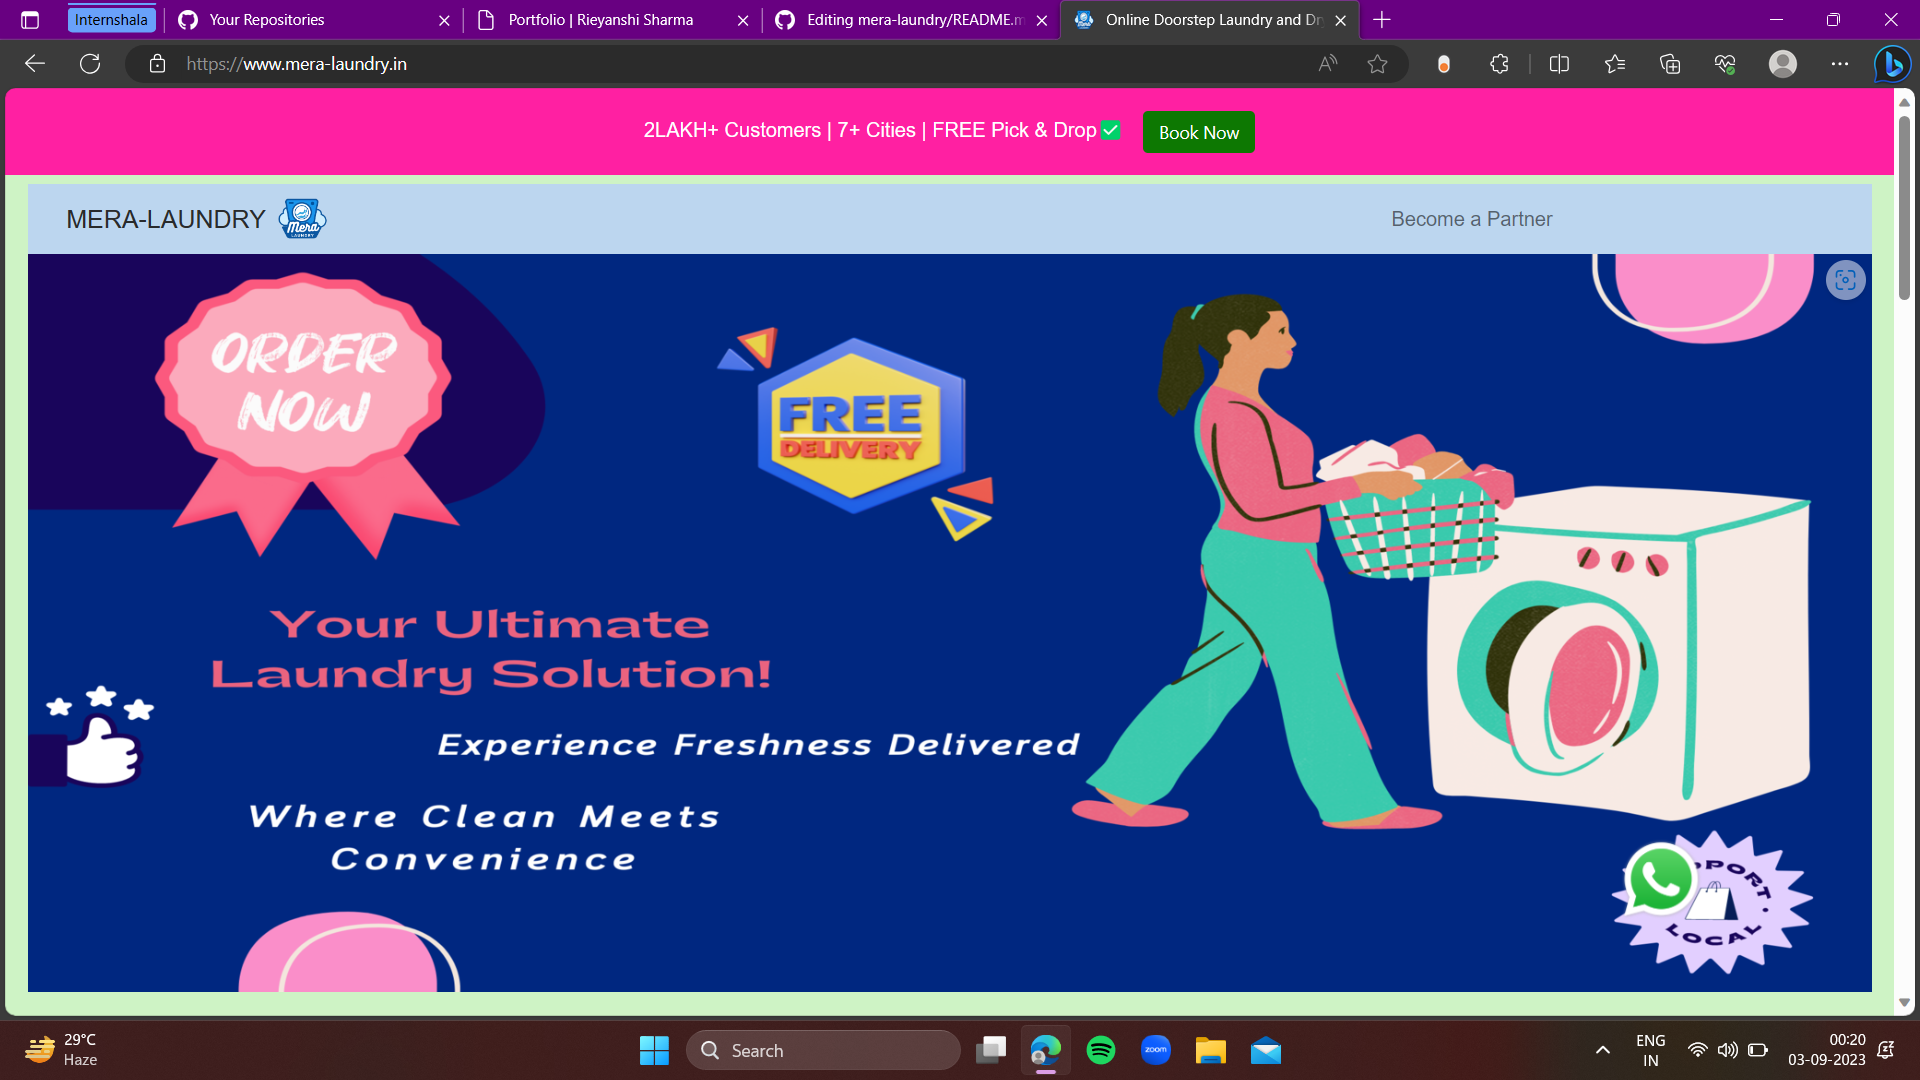 Internshala
Your Repositories
Portfolio | Rieyanshi Sharma
Editing mera-laundry/README.m
Online Doorstep Laundry and Dr
https://www.mera-laundry.in
2LAKH+ Customers | 7+ Cities | FREE Pick & Drop✅
Book Now
MERA-LAUNDRY
Mera
LAUNDRY
Become a Partner
ORDER
NOW
FREE
DELIVERY
Your Ultimate
Laundry Solution!
Experience Freshness Delivered
Where Clean Meets
Convenience
PPORT •
LOCAL
29°C
Haze
Search
zoom
ENG
IN
00:20
03-09-2023